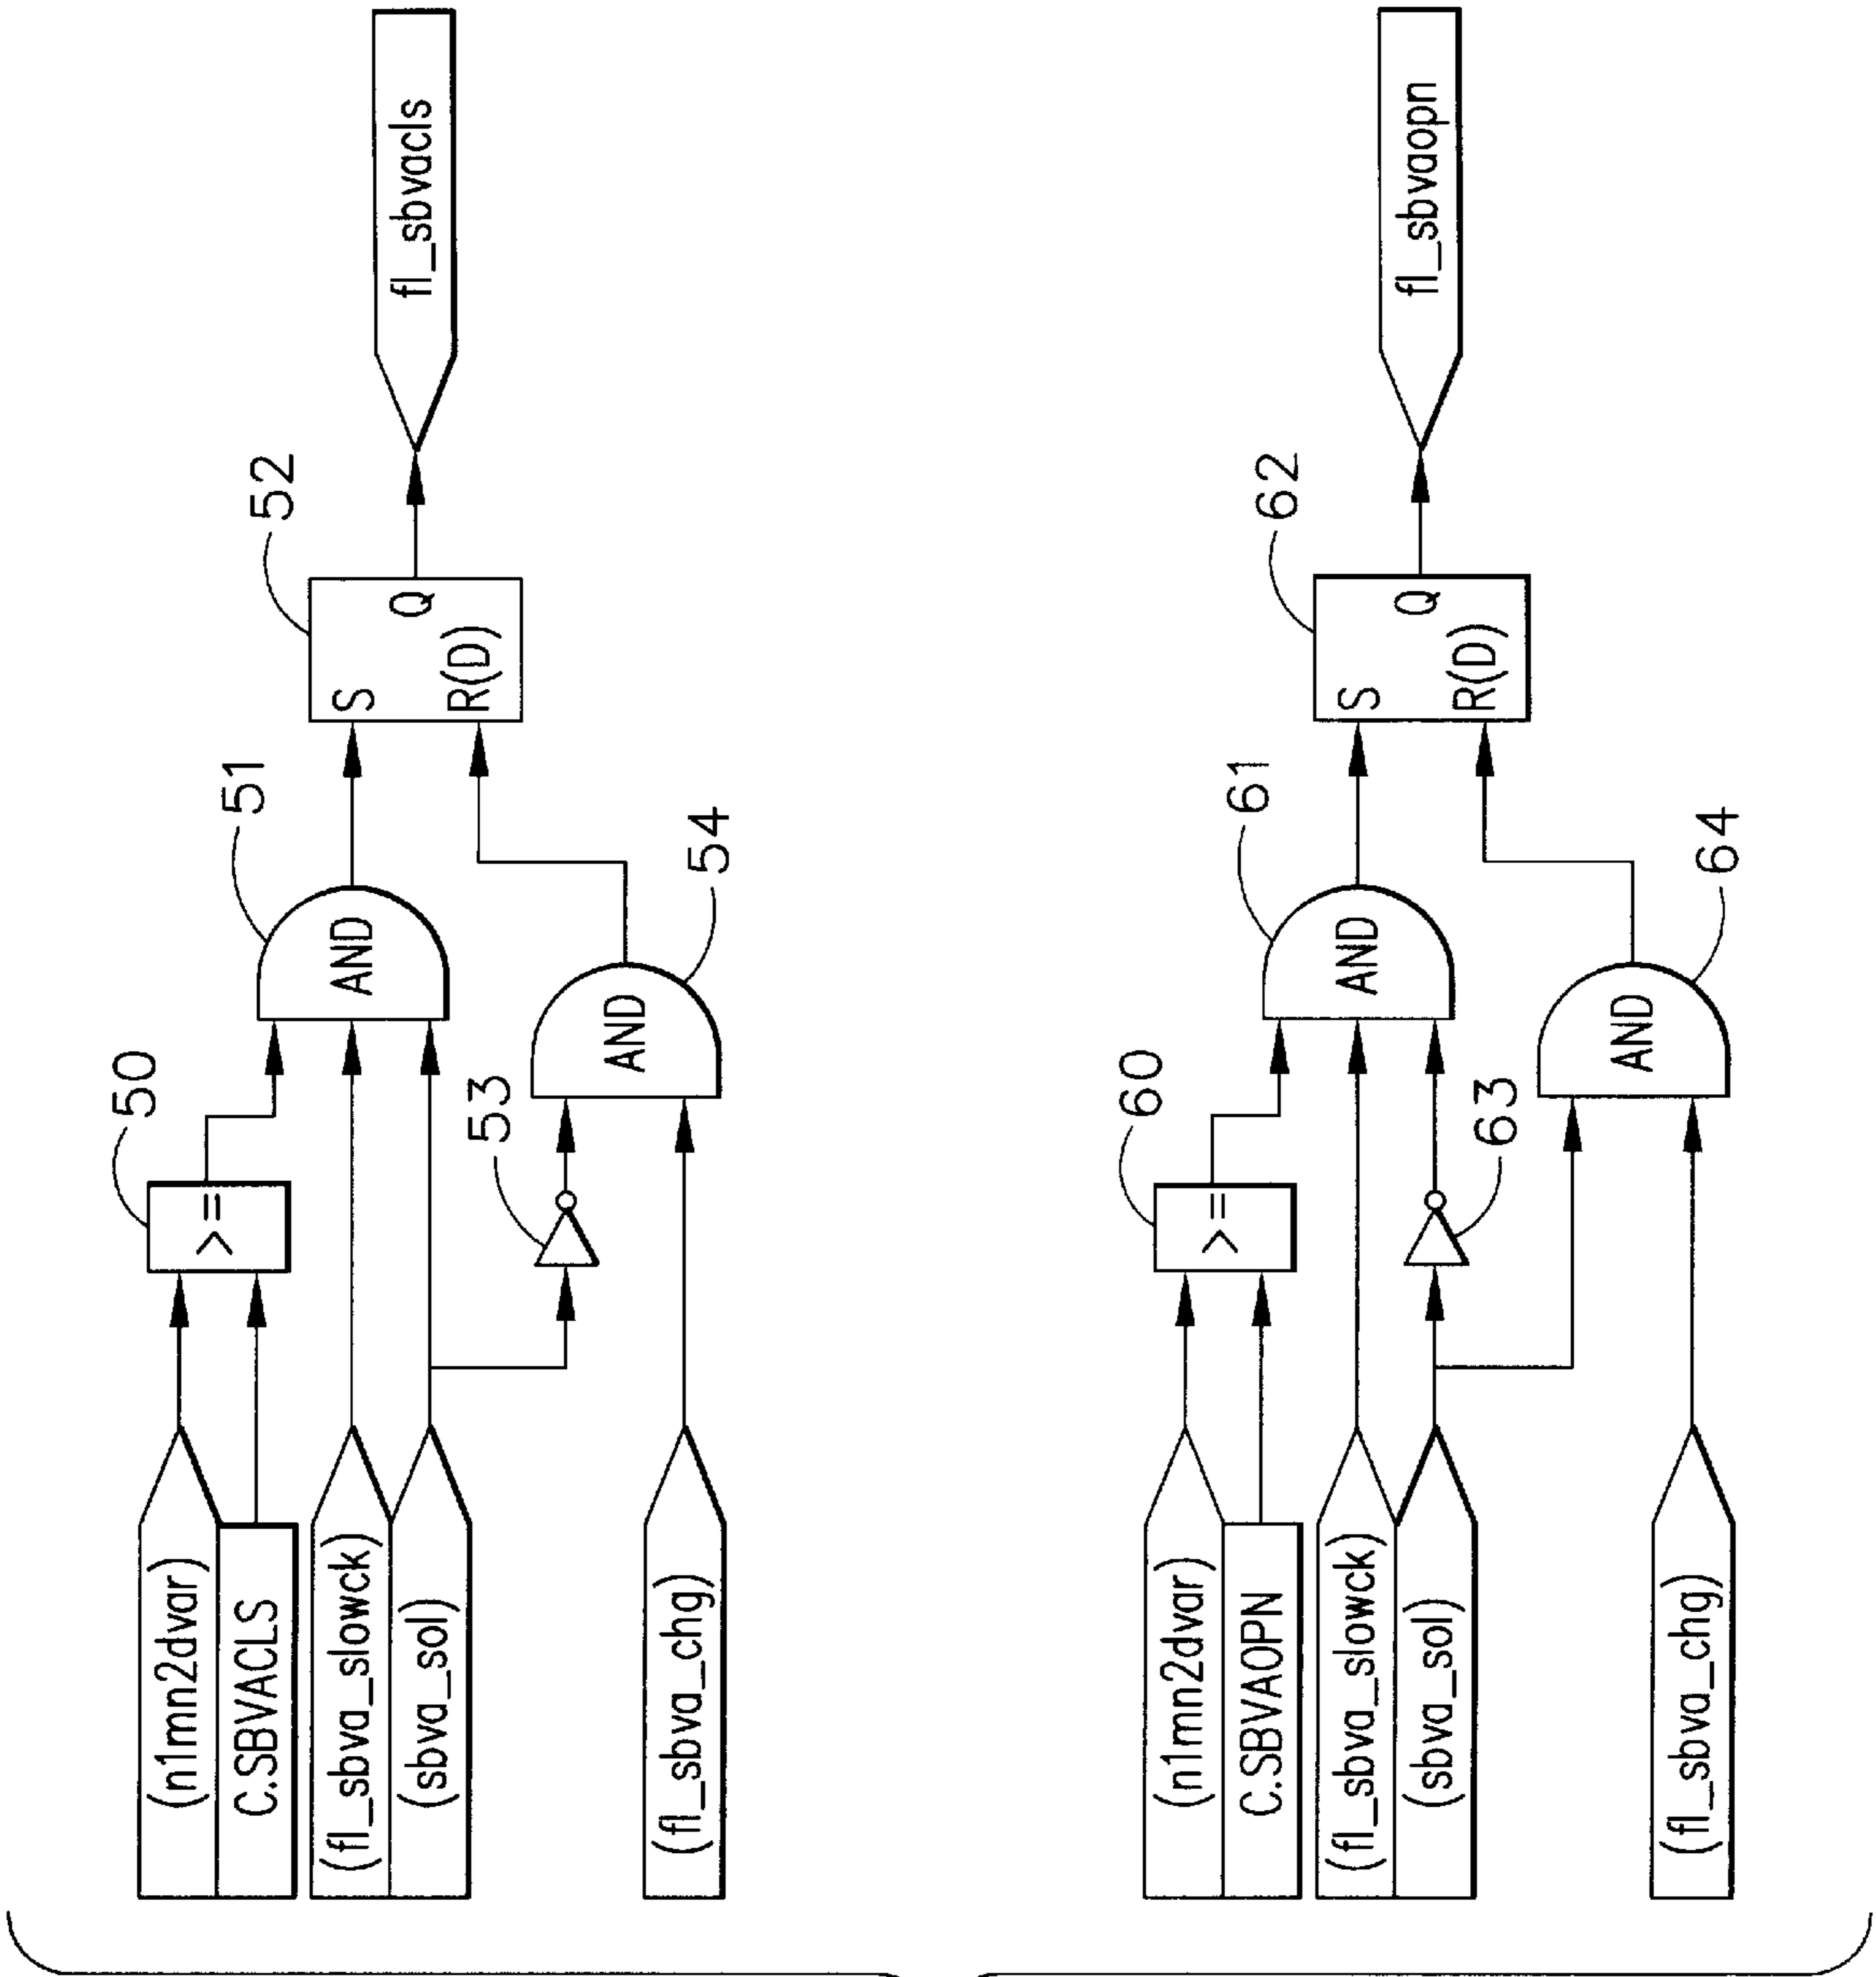 (n1mn2dvar)
C.SBVACLS
(fl_sbva_slowck)
(sbva_sol)
(fl_sbva_chg)
50
>=
53
51
AND
54
AND
52
S
Q
R(D)
fl_sbvacls
(n1mn2dvar)
C.SBVAOPN
(fl_sbva_slowck)
(sbva_sol)
(fl_sbva_chg)
60
>=
63
61
AND
64
AND
62
S
Q
R(D)
fl_sbvaopn